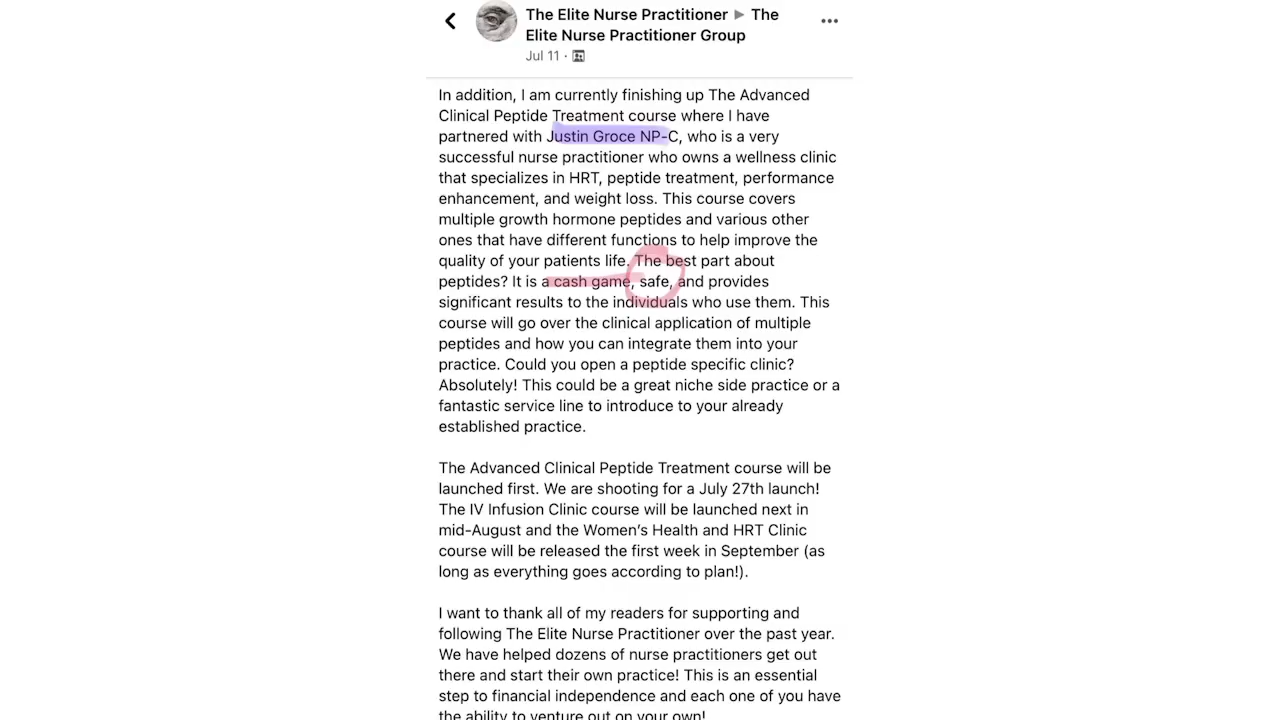 The Elite Nurse Practitioner ▶ The
Elite Nurse Practitioner Group
Jul 11 ·
In addition, I am currently finishing up The Advanced
Clinical Peptide Treatment course where I have
partnered with Justin Groce NP-C, who is a very
successful nurse practitioner who owns a wellness clinic
that specializes in HRT, peptide treatment, performance
enhancement, and weight loss. This course covers
multiple growth hormone peptides and various other
ones that have different functions to help improve the
quality of your patients life. The best part about
peptides? It is a cash game, safe, and provides
significant results to the individuals who use them. This
course will go over the clinical application of multiple
peptides and how you can integrate them into your
practice. Could you open a peptide specific clinic?
Absolutely! This could be a great niche side practice or a
fantastic service line to introduce to your already
established practice.
The Advanced Clinical Peptide Treatment course will be
launched first. We are shooting for a July 27th launch!
The IV Infusion Clinic course will be launched next in
mid-August and the Women's Health and HRT Clinic
course will be released the first week in September (as
long as everything goes according to plan!).
I want to thank all of my readers for supporting and
following The Elite Nurse Practitioner over the past year.
We have helped dozens of nurse practitioners get out
there and start their own practice! This is an essential
step to financial independence and each one of you have
the ability to venture out on your own!